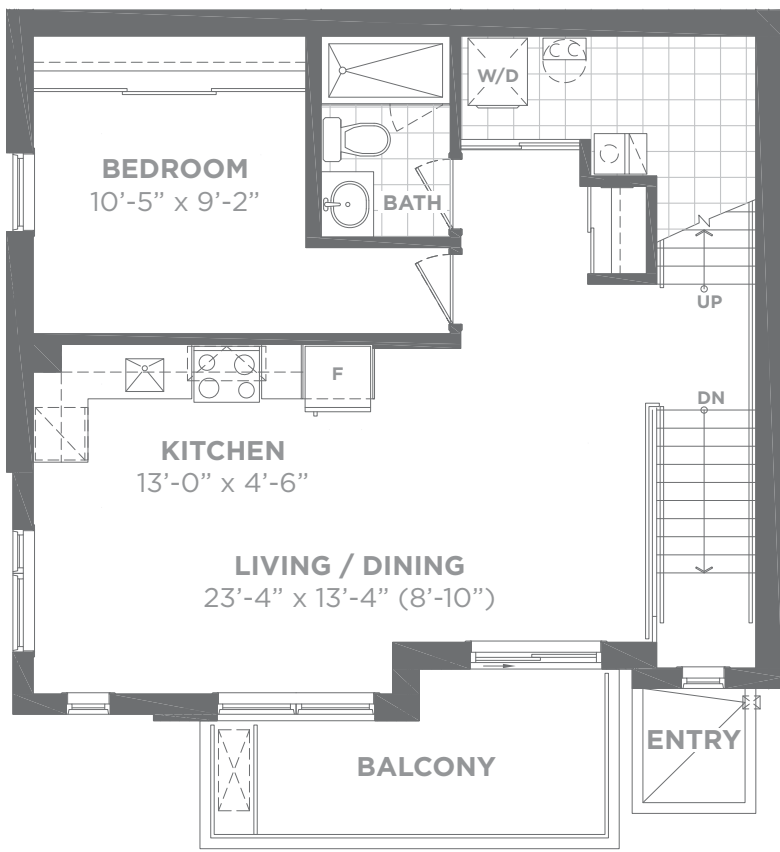 W/D
BEDROOM
10’-5” x 9’-2”
BATH
UP
F
DN
KITCHEN
13’-0” x 4’-6”
LIVING / DINING
23’-4” x 13’-4” (8’-10”)
ENTRY
BALCONY